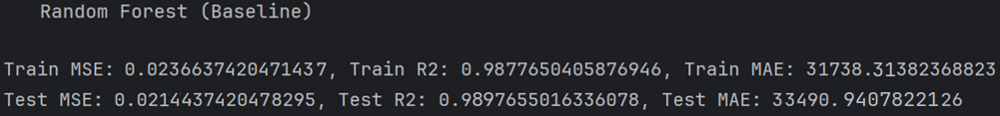 Random Forest (Baseline)
Train MSE: 0.0236637420471437, Train R2: 0.9877650405876946, Train MAE: 31738.31382368823
Test MSE: 0.0214437420478295, Test R2: 0.9897655016336078, Test MAE: 33490.9407822126